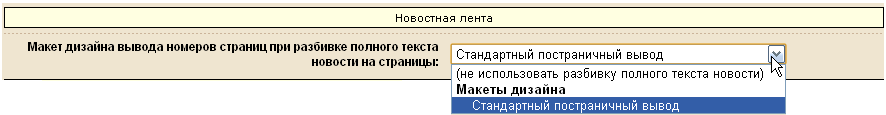 Новостная лента
Макет дизайна вывода номеров страниц при разбивке полного текста
новости на страницы:
Стандартный постраничный вывод
(не использовать разбивку полного текста новости)
Макеты дизайна
Стандартный постраничный вывод